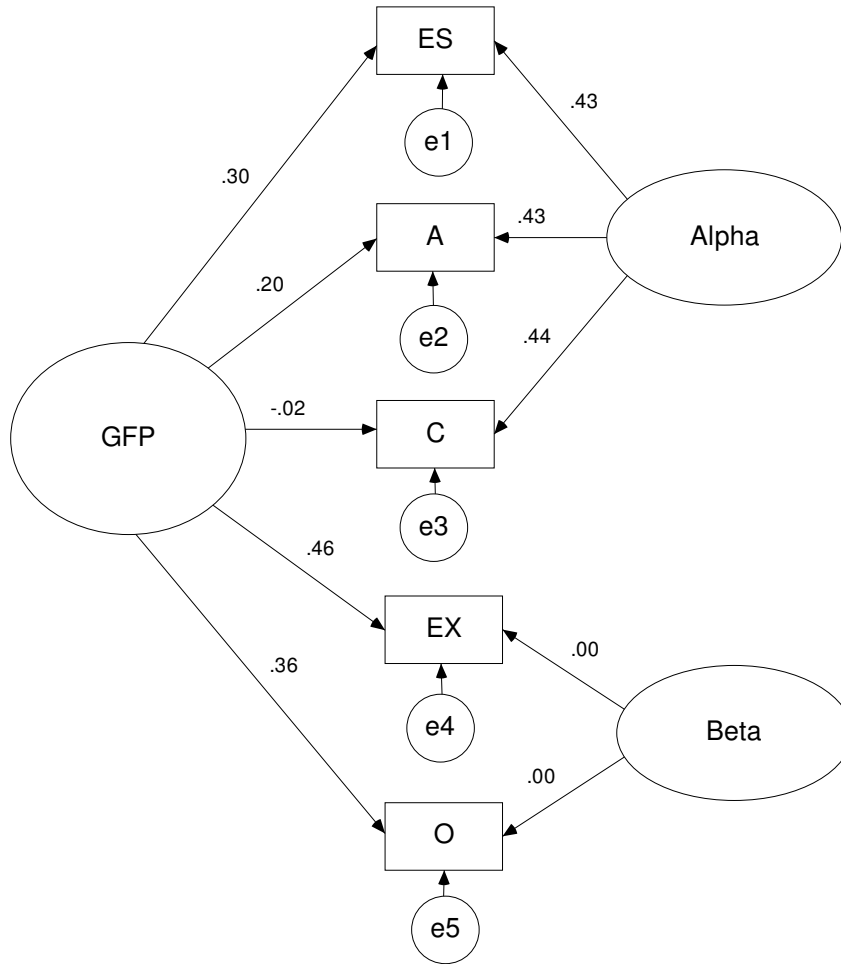 ES
.43
e1
.30
A
.43
Alpha
.20
e2
.44
GFP
-.02
C
e3
.46
EX
.00
.36
e4
Beta
.00
O
e5